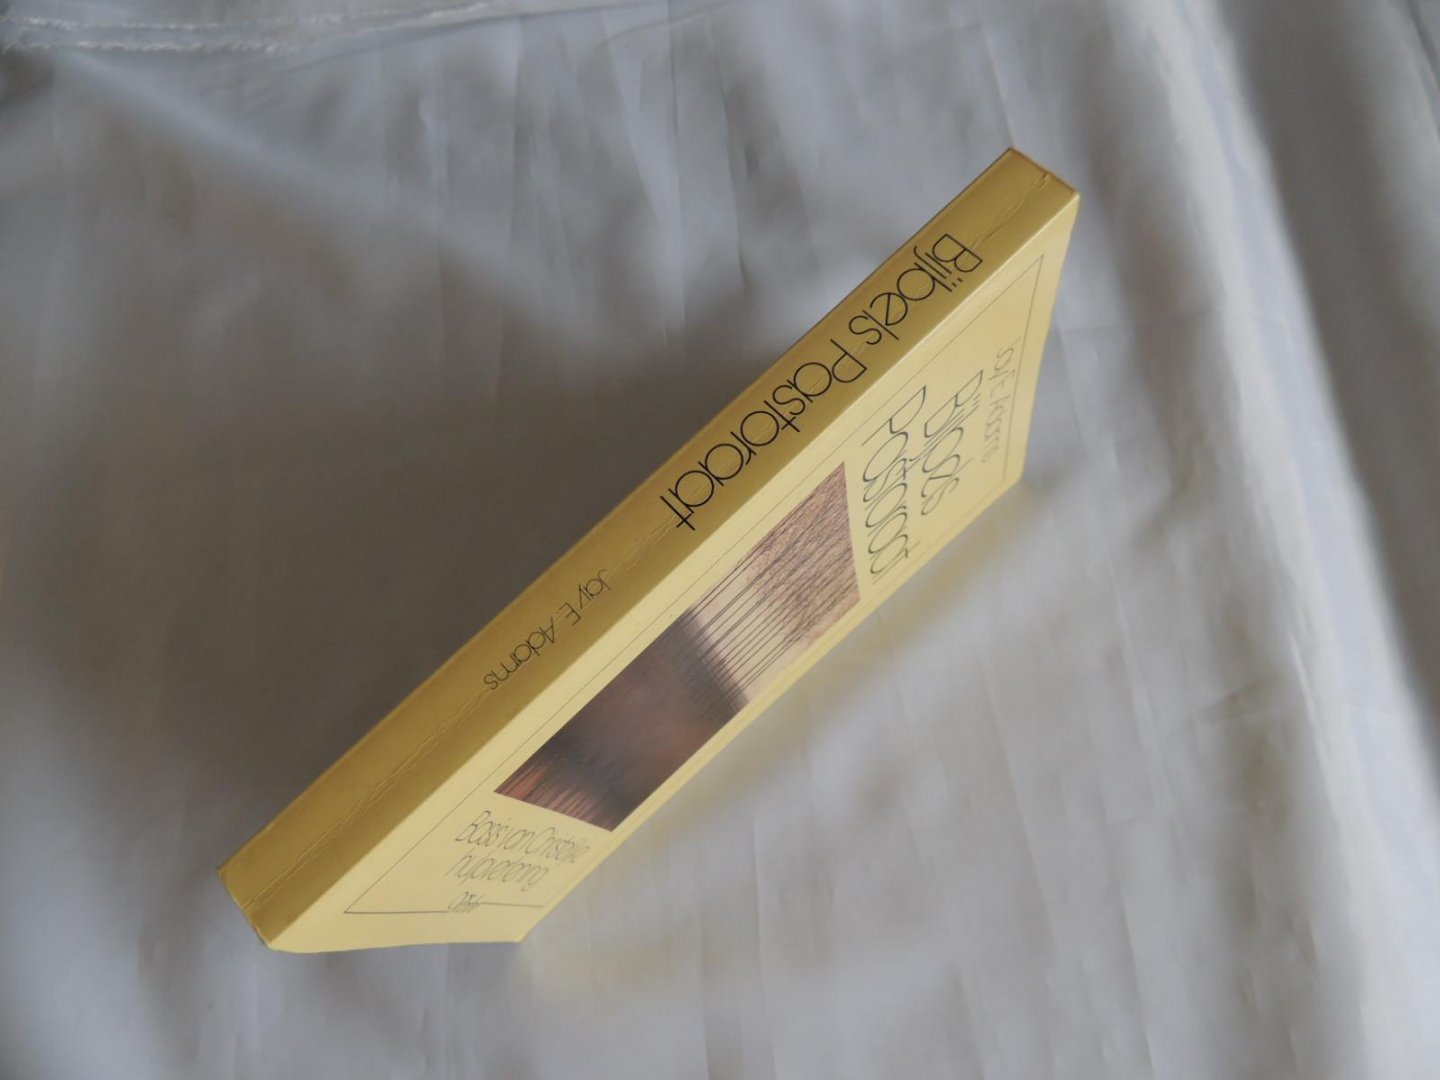 Bijbels Pastoraat
Jay E. Adams
Jay E. Adams
Bijbels
Pastoraat
Basis van Christelijke
hulpverlening